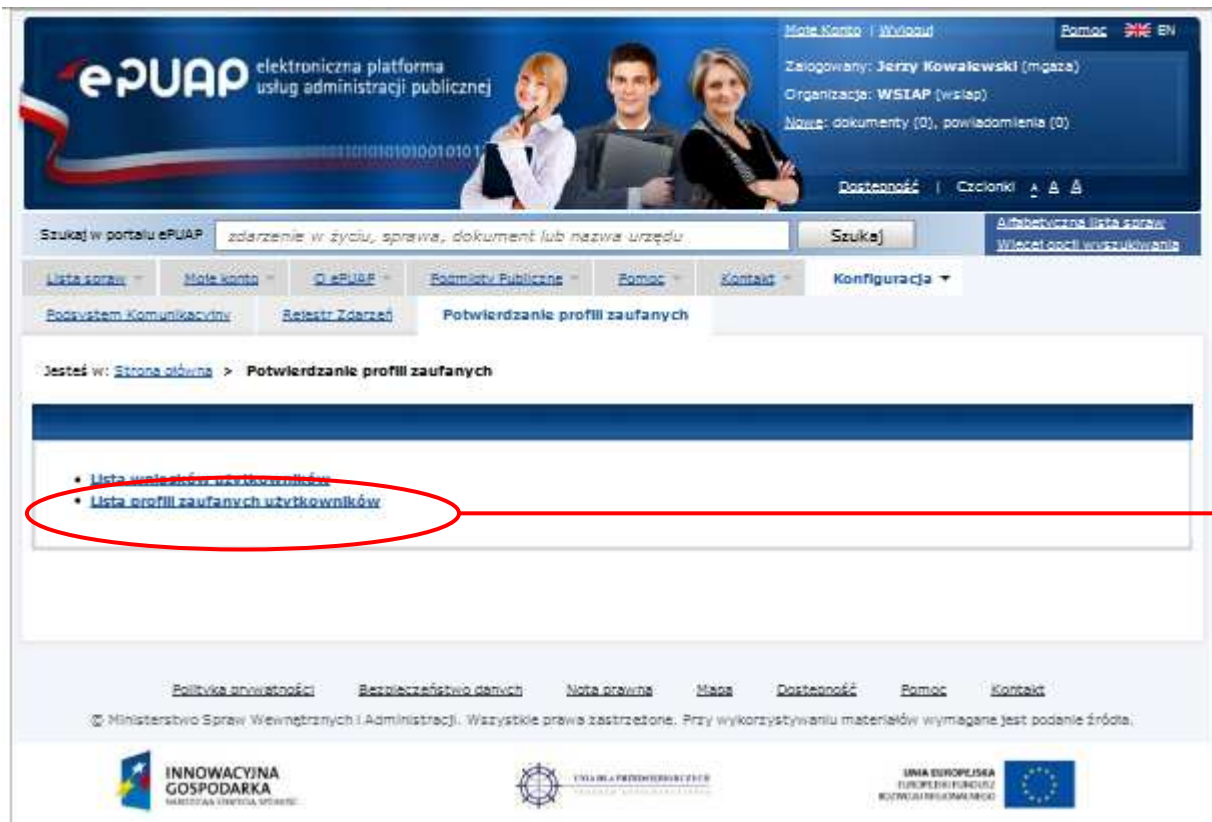 Moje Konto | Wyloguj Pomoc EN
ePUAP elektroniczna platforma
usług administracji publicznej
Zalogowany: Jerzy Kowalewski (mgaza)
Organizacja: WSIAP (wsiap)
Nowe: dokumenty (0), powiadomienia (0)
Dostępność | Czcionki A A A
Szukaj w portalu ePUAP zdarzenie w życiu, sprawa, dokument lub nazwa urzędu Szukaj
Alfabetyczna lista spraw
Więcej opcji wyszukiwania
Lista spraw Moje konto O ePUAP Podmioty Publiczne Pomoc Kontakt Konfiguracja
Podsystem Komunikacyjny Rejestr Zdarzeń Potwierdzanie profili zaufanych
Jesteś w: Strona główna > Potwierdzanie profili zaufanych
• Lista wniosków użytkowników
• Lista profili zaufanych użytkowników
Polityka prywatności Bezpieczeństwo danych Nota prawna Mapa Dostępność Pomoc Kontakt
© Ministerstwo Spraw Wewnętrznych i Administracji. Wszystkie prawa zastrzeżone. Przy wykorzystywaniu materiałów wymagane jest podanie źródła.
INNOWACYJNA
GOSPODARKA
UNIA EUROPEJSKA
EUROPEJSKI FUNDUSZ
ROZWOJU REGIONALNEGO